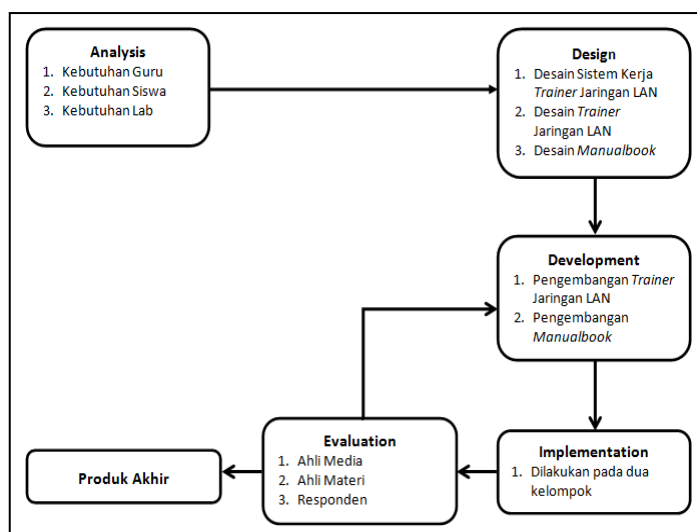 Analysis
1. Kebutuhan Guru
2. Kebutuhan Siswa
3. Kebutuhan Lab
Design
1. Desain Sistem Kerja
Trainer Jaringan LAN
2. Desain Trainer
Jaringan LAN
3. Desain Manualbook
Development
1. Pengembangan Trainer
Jaringan LAN
2. Pengembangan
Manualbook
Implementation
1. Dilakukan pada dua
kelompok
Evaluation
1. Ahli Media
2. Ahli Materi
3. Responden
Produk Akhir